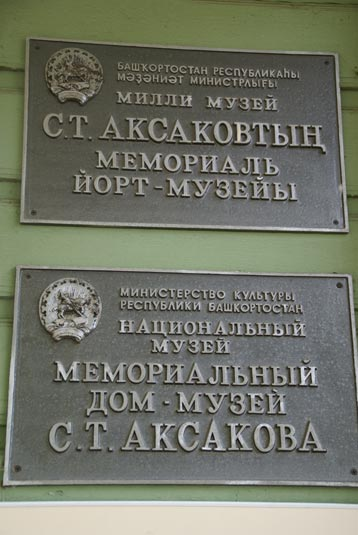 БАШҠОРТОСТАН РЕСПУБЛИКАҺЫ
МӘҘӘНИӘТ МИНИСТРЛЫҒЫ
МИЛЛИ МУЗЕЙ
С.Т. АКСАКОВТЫҢ
МЕМОРИАЛЬ
ЙОРТ-МУЗЕЙЫ
МИНИСТЕРСТВО КУЛЬТУРЫ
РЕСПУБЛИКИ БАШКОРТОСТАН
НАЦИОНАЛЬНЫЙ
МУЗЕЙ
МЕМОРИАЛЬНЫЙ
ДОМ-МУЗЕЙ
С.Т. АКСАКОВА